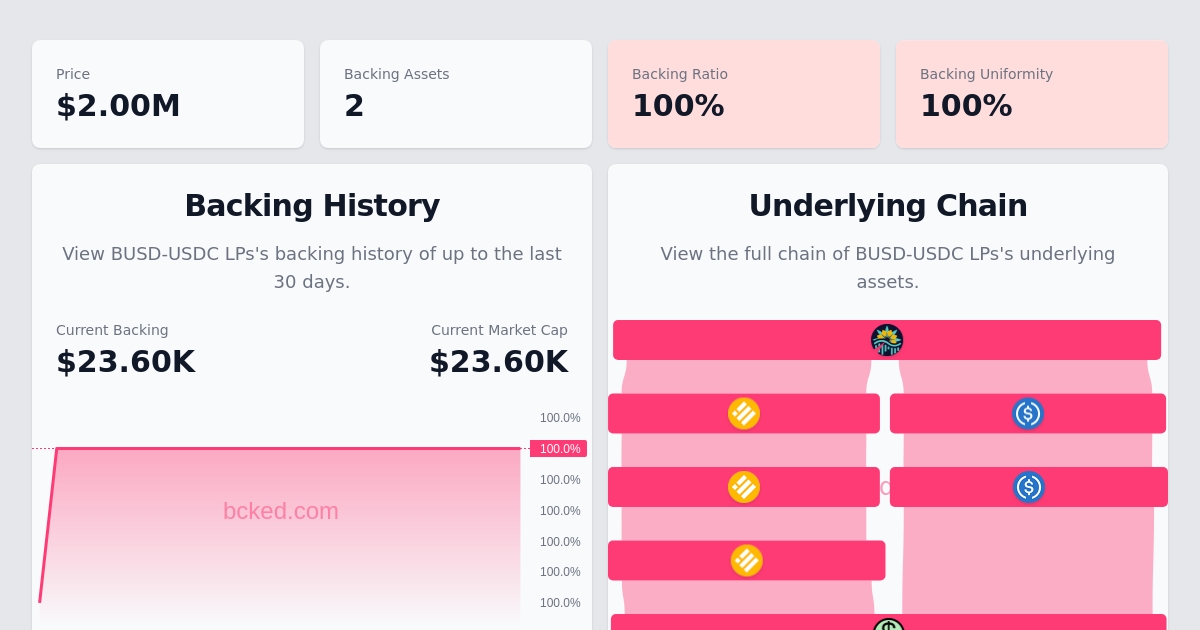 Price
$2.00M
Backing Assets
2
Backing Ratio
100%
Backing Uniformity
100%
Backing History
View BUSD-USDC LPs's backing history of up to the last
30 days.
Current Backing
$23.60K
Current Market Cap
$23.60K
100.0%
100.0%
100.0%
100.0%
100.0%
100.0%
100.0%
bcked.com
Underlying Chain
View the full chain of BUSD-USDC LPs's underlying
assets.